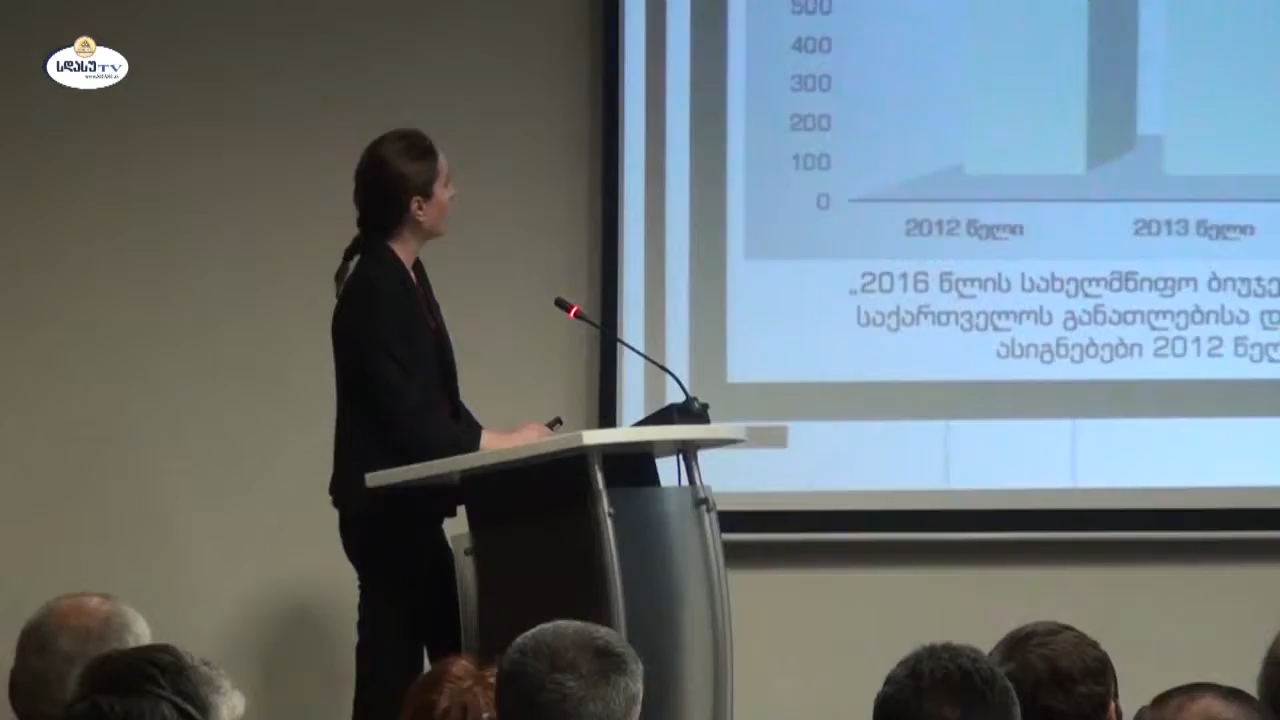 სდასუTV
500
400
300
200
100
0
2012 წელი 2013 წელი
„2016 წლის სახელმწიფო ბიუჯე
საქართველოს განათლებისა დ
ასიგნებები 2012 წელ